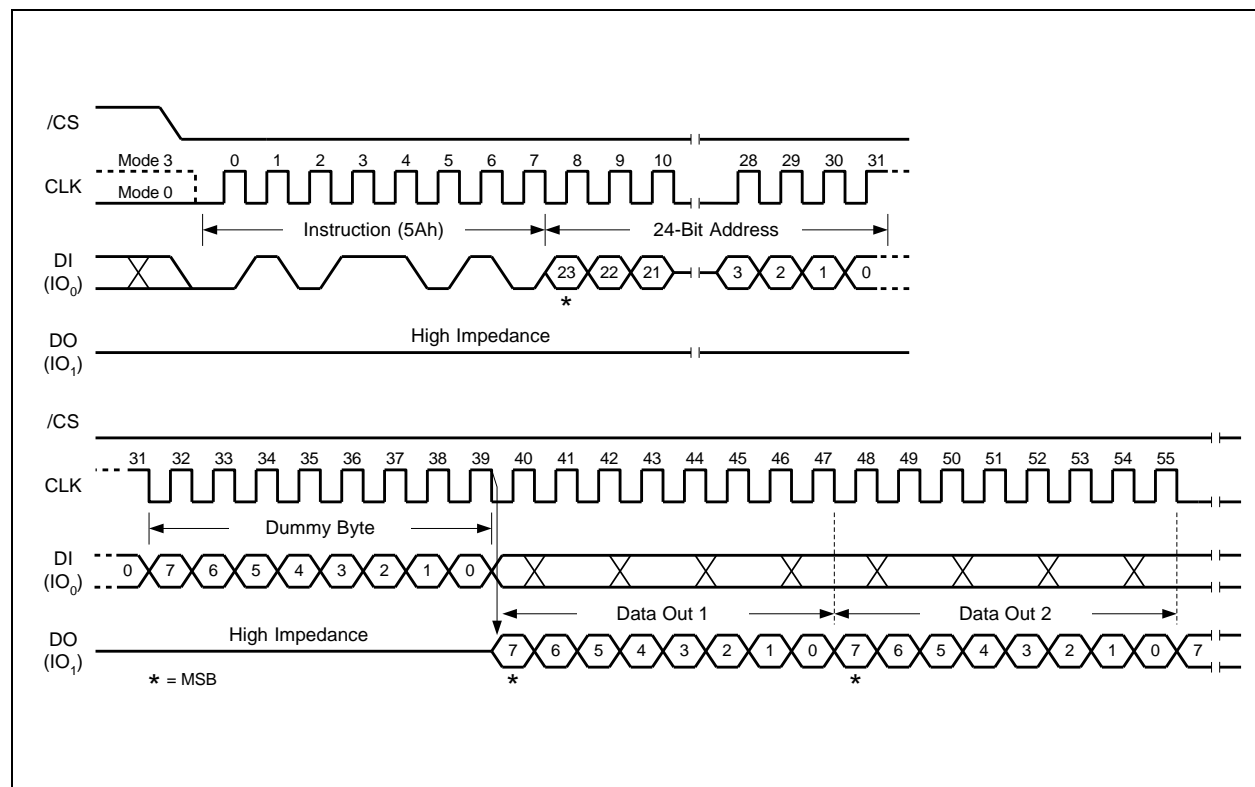 /CS
Mode 3 0 1 2 3 4 5 6 7 8 9 10 28 29 30 31
CLK Mode 0
Instruction (5Ah) 24-Bit Address
DI
(IO0) 23 22 21 3 2 1 0
*
High Impedance
DO
(IO1)
/CS
31 32 33 34 35 36 37 38 39 40 41 42 43 44 45 46 47 48 49 50 51 52 53 54 55
CLK
Dummy Byte
DI
(IO0) 0 7 6 5 4 3 2 1 0
Data Out 1 Data Out 2
High Impedance
DO
(IO1) 7 6 5 4 3 2 1 0 7 6 5 4 3 2 1 0 7
* = MSB * *